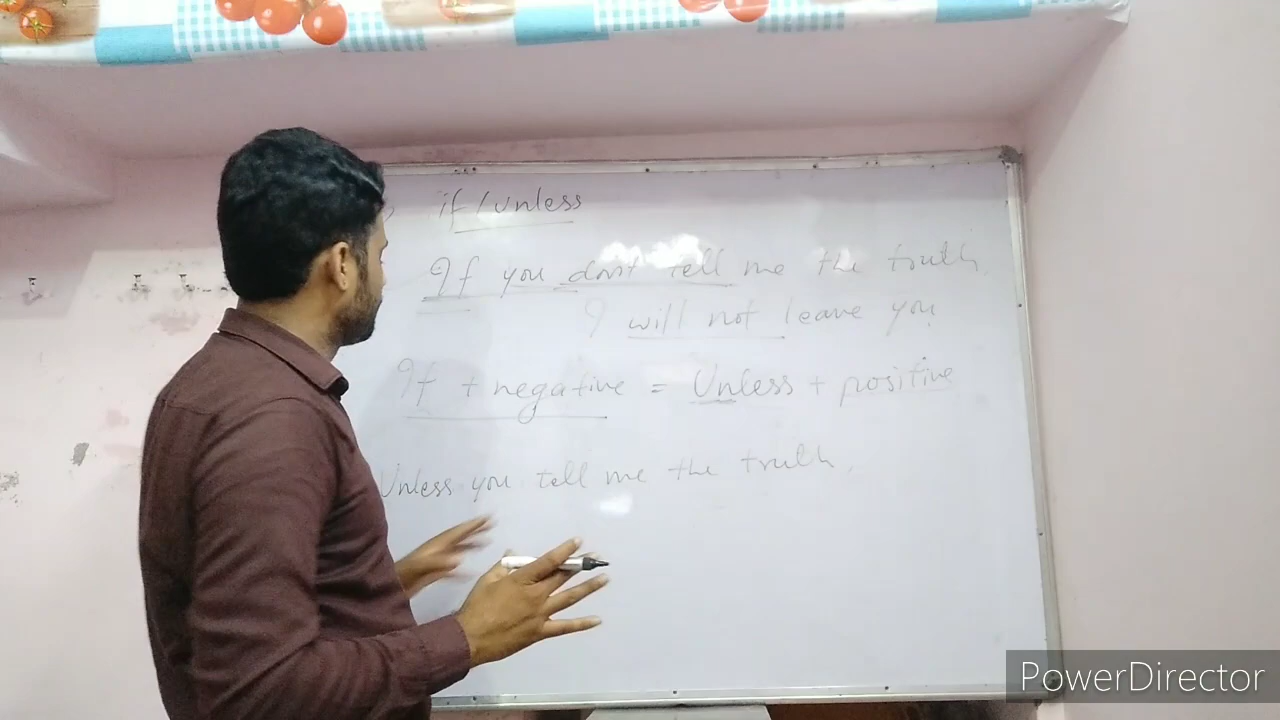 if/unless
If you don't tell me the truth
I will not leave you.
If + negative = Unless + positive
Unless you tell me the truth,
PowerDirector